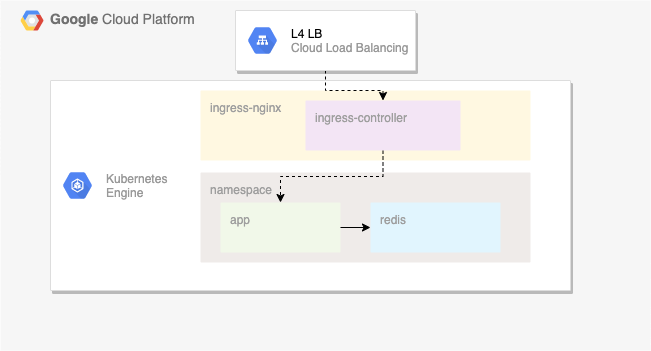 Google Cloud Platform
L4 LB
Cloud Load Balancing
ingress-nginx
ingress-controller
Kubernetes
Engine
namespace
app
redis